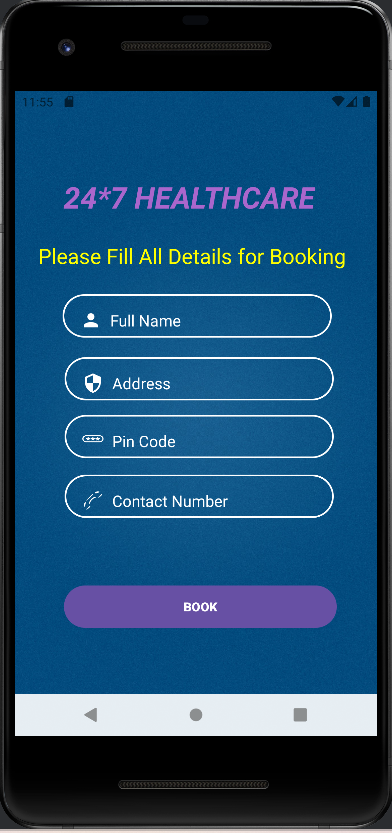 11:55
24*7 HEALTHCARE
Please Fill All Details for Booking
Full Name
Address
Pin Code
Contact Number
BOOK